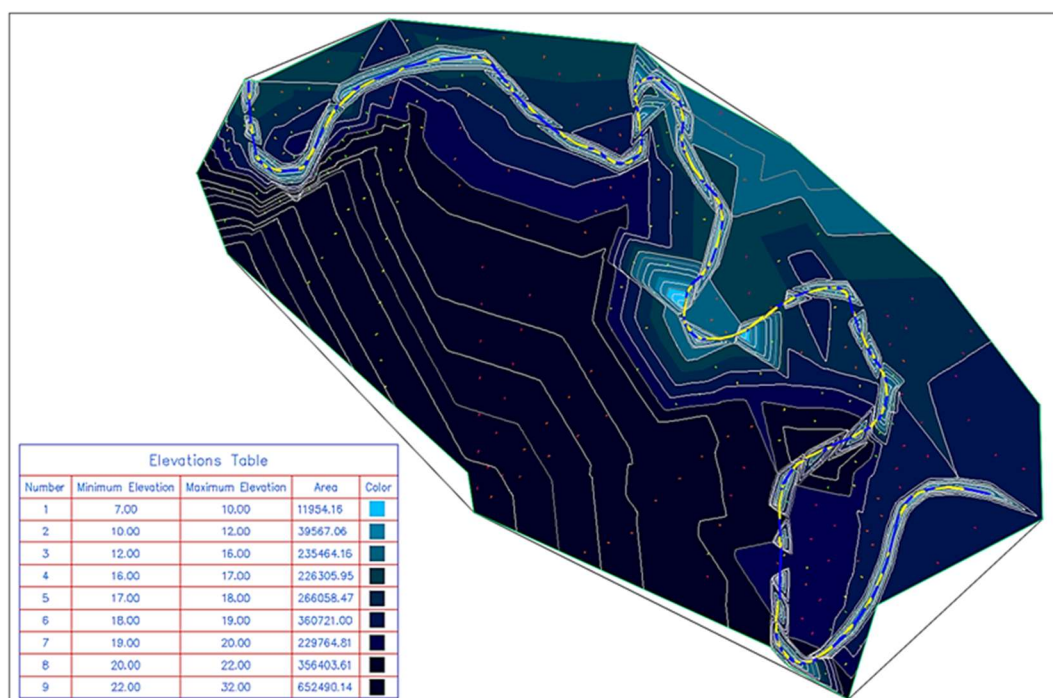 Elevations Table
Number Minimum Elevation Maximum Elevation Area Color
1 7.00 10.00 11954.16
2 10.00 12.00 39567.06
3 12.00 16.00 235464.16
4 16.00 17.00 226305.95
5 17.00 18.00 266058.47
6 18.00 19.00 360721.00
7 19.00 20.00 229764.81
8 20.00 22.00 356403.61
9 22.00 32.00 652490.14